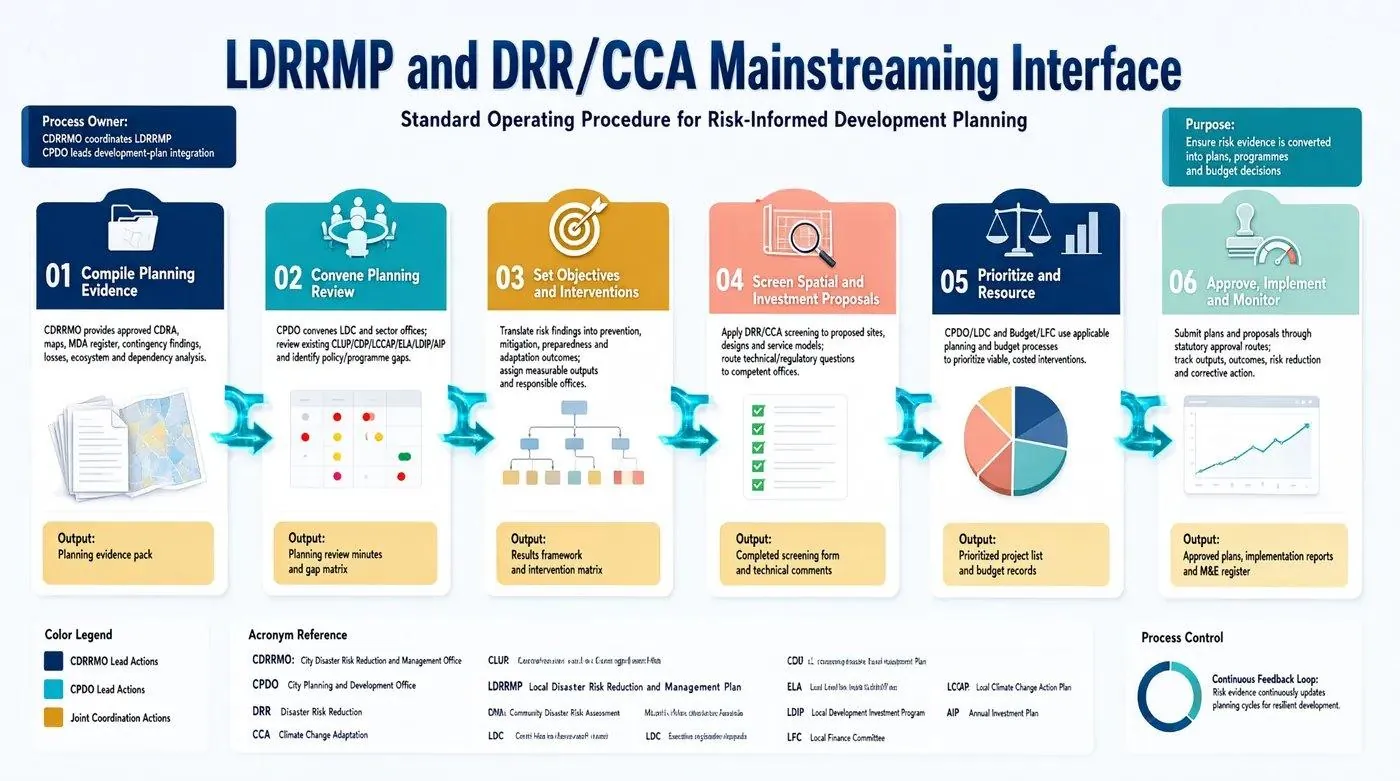 LDRRMP and DRR/CCA Mainstreaming Interface
Standard Operating Procedure for Risk-Informed Development Planning
Process Owner:
CDRRMO coordinates LDRRMP
CPDO leads development-plan integration
Purpose:
Ensure risk evidence is converted
into plans, programmes
and budget decisions
01 Compile Planning
Evidence
CDRRMO provides approved CDRA,
maps, MDA register, contingency findings,
losses, ecosystem and dependency analysis.
Output:
Planning evidence pack
02 Convene Planning
Review
CPDO convenes LDC and sector offices;
review existing CLUP/CDP/LCCAP/ELA/LDIP/AIP
and identify policy/programme gaps.
Output:
Planning review minutes
and gap matrix
03 Set Objectives
and Interventions
Translate risk findings into prevention,
mitigation, preparedness and
adaptation outcomes;
assign measurable outputs
and responsible offices.
Output:
Results framework
and intervention matrix
04 Screen Spatial and
Investment Proposals
Apply DRR/CCA screening to proposed sites,
designs and service models;
route technical/regulatory questions
to competent offices.
Output:
Completed screening form
and technical comments
05 Prioritize and
Resource
CPDO/LDC and Budget/LFC use applicable
planning and budget processes
to prioritize viable, costed interventions.
Output:
Prioritized project list
and budget records
06 Approve, Implement
and Monitor
Submit plans and proposals through
statutory approval routes;
track outputs, outcomes, risk reduction
and corrective action.
Output:
Approved plans, implementation reports
and M&E register
Color Legend
CDRRMO Lead Actions
CPDO Lead Actions
Joint Coordination Actions
Acronym Reference
CDRRMO: City Disaster Risk Reduction and Management Office
CPDO City Planning and Development Office
DRR Disaster Risk Reduction
CCA Climate Change Adaptation
CLUR
LDRRMP Local Disaster Risk Reduction and Management Plan
Community Disaster Risk Assessment
LDC
LDC
CDU Plan
ELA
LDIP Local Development Investment Program
LFC Local Finance Committee
Local Climate Change Action Plan
AIP Annual Investment Plan
Process Control
Continuous Feedback Loop:
Risk evidence continuously updates
planning cycles for resilient development.